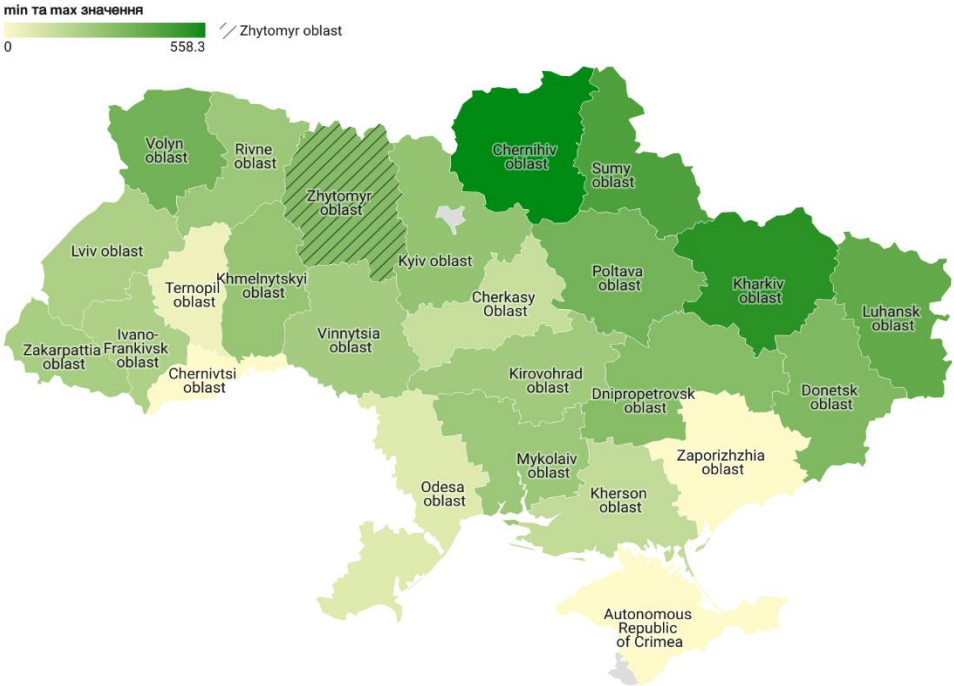 min та max значення
0
558.3
Zhytomyr oblast
Volyn
oblast
Rivne
oblast
Zhytomyr
oblast
Chernihiv
oblast
Sumy
oblast
Lviv oblast
Ternopil
oblast
Khmelnytskyi
oblast
Kyiv oblast
Cherkasy
Oblast
Poltava
oblast
Kharkiv
oblast
Luhansk
oblast
Zakarpattia
oblast
Ivano-
Frankivsk
oblast
Chernivtsi
oblast
Vinnytsia
oblast
Kirovohrad
oblast
Dnipropetrovsk
oblast
Donetsk
oblast
Odesa
oblast
Mykolaiv
oblast
Kherson
oblast
Zaporizhzhia
oblast
Autonomous
Republic
of Crimea